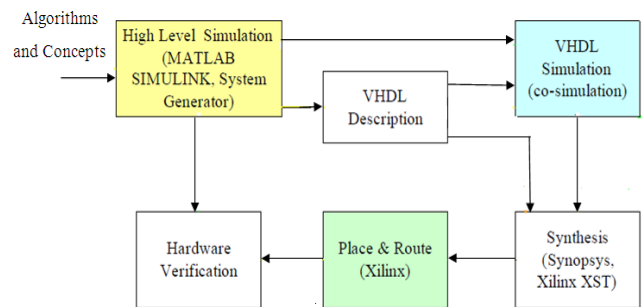 Algorithms
and Concepts
High Level Simulation
(MATLAB
SIMULINK, System
Generator)
VHDL
Description
VHDL
Simulation
(co-simulation)
Hardware
Verification
Place & Route
(Xilinx)
Synthesis
(Synopsys,
Xilinx XST)